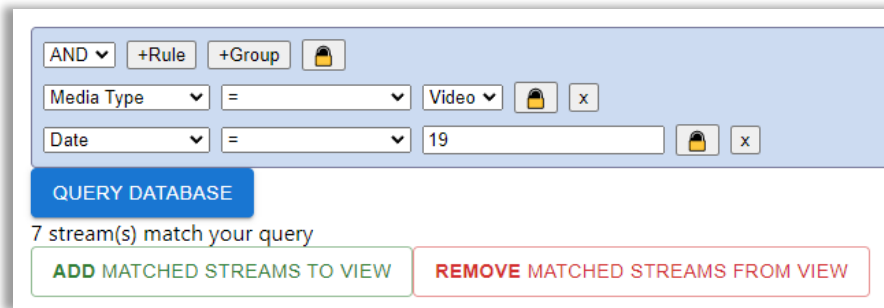 AND +Rule +Group
Media Type = Video x
Date = 19 x
QUERY DATABASE
7 stream(s) match your query
ADD MATCHED STREAMS TO VIEW REMOVE MATCHED STREAMS FROM VIEW